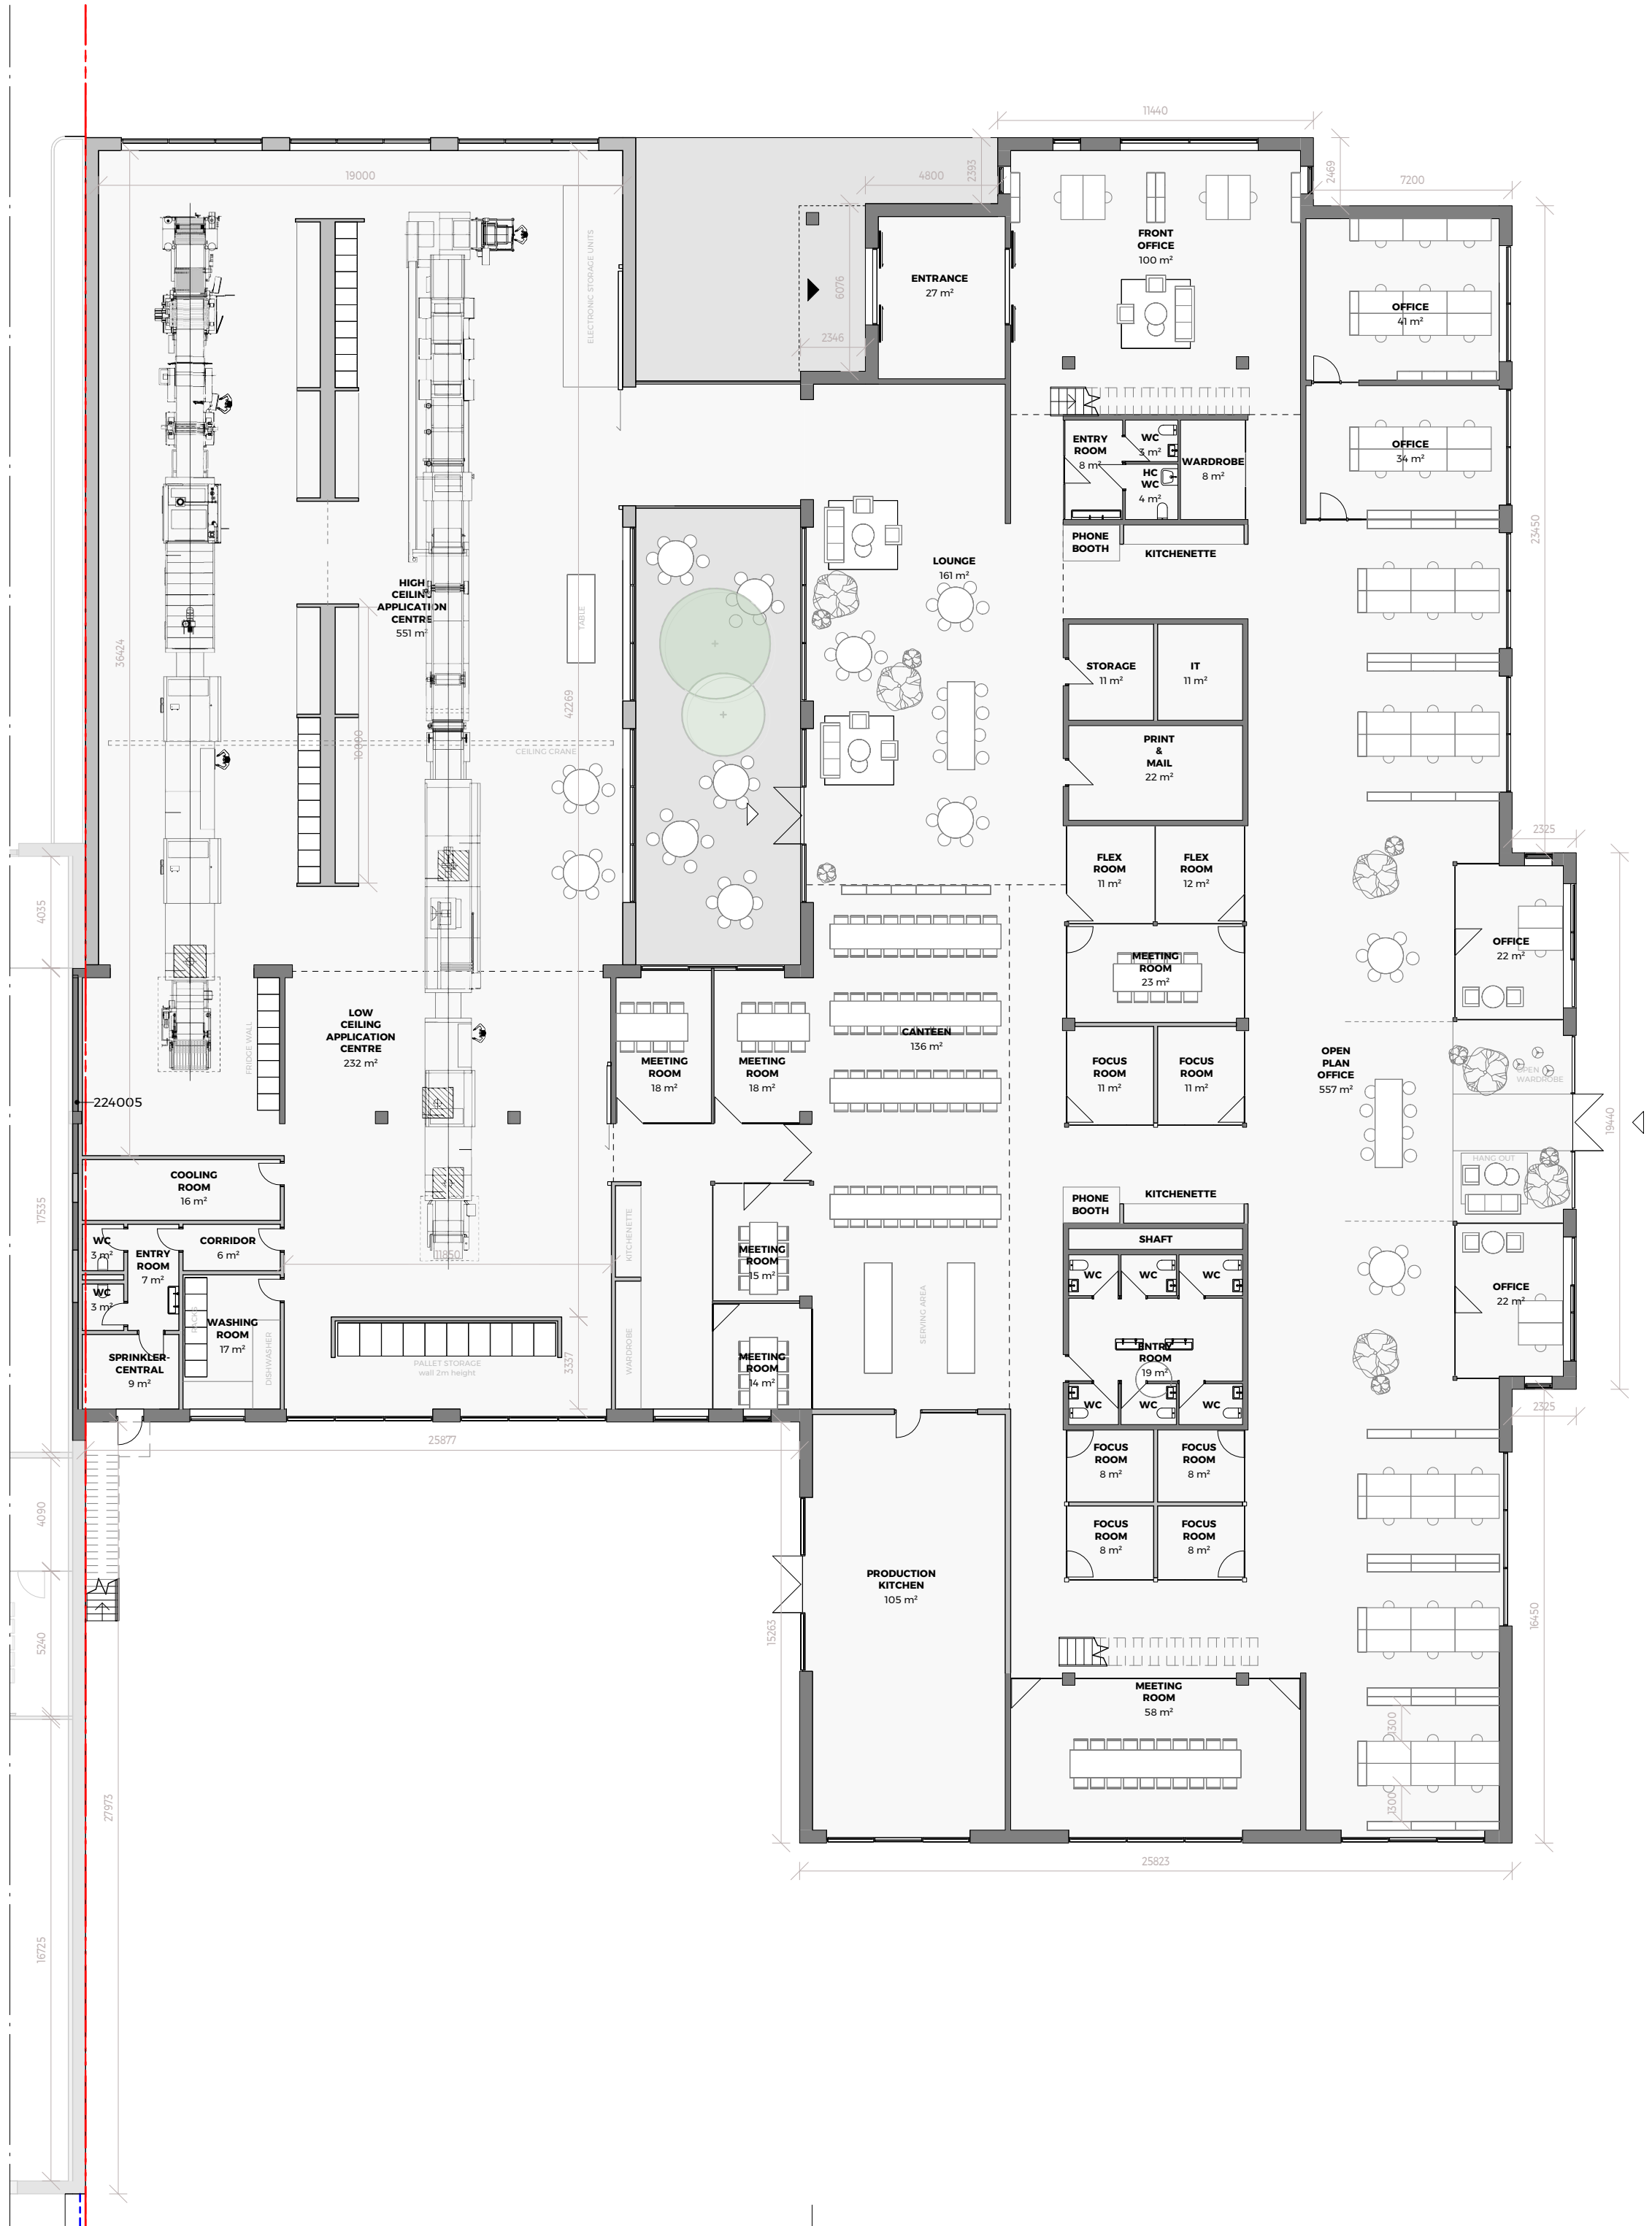 11440
2393
2469
4800
7200
19000
ELECTRONIC STORAGE UNITS
FRONT
OFFICE
100 m²
ENTRANCE
27 m²
6076
2346
OFFICE
41 m²
OFFICE
34 m²
ENTRY
ROOM
8 m²
WC
3 m²
HC
WC
4 m²
WARDROBE
8 m²
PHONE
BOOTH
KITCHENETTE
23450
LOUNGE
161 m²
HIGH
CEILING
APPLICATION
CENTRE
551 m²
TABLE
36424
42269
10000
CEILING CRANE
STORAGE
11 m²
IT
11 m²
PRINT
&
MAIL
22 m²
FLEX
ROOM
11 m²
FLEX
ROOM
12 m²
2325
4035
MEETING
ROOM
23 m²
OFFICE
22 m²
LOW
CEILING
APPLICATION
CENTRE
232 m²
FRIDGE WALL
MEETING
ROOM
18 m²
MEETING
ROOM
18 m²
CANTEEN
136 m²
FOCUS
ROOM
11 m²
FOCUS
ROOM
11 m²
OPEN
PLAN
OFFICE
557 m²
OPEN
WARDROBE
224005
19440
HANG OUT
COOLING
ROOM
16 m²
17535
PHONE
BOOTH
KITCHENETTE
SHAFT
WC
3 m²
ENTRY
ROOM
7 m²
CORRIDOR
6 m²
11850
KITCHENETTE
MEETING
ROOM
15 m²
WC
WC
WC
OFFICE
22 m²
WC
3 m²
RACKS
WASHING
ROOM
17 m²
DISHWASHER
SPRINKLER-
CENTRAL
9 m²
PALLET STORAGE
wall 2m height
3337
WARDROBE
MEETING
ROOM
14 m²
SERVING AREA
ENTRY
ROOM
19 m²
WC
WC
WC
2325
25877
FOCUS
ROOM
8 m²
FOCUS
ROOM
8 m²
4090
FOCUS
ROOM
8 m²
FOCUS
ROOM
8 m²
PRODUCTION
KITCHEN
105 m²
5240
15263
16450
MEETING
ROOM
58 m²
1300
1300
27973
25823
16725